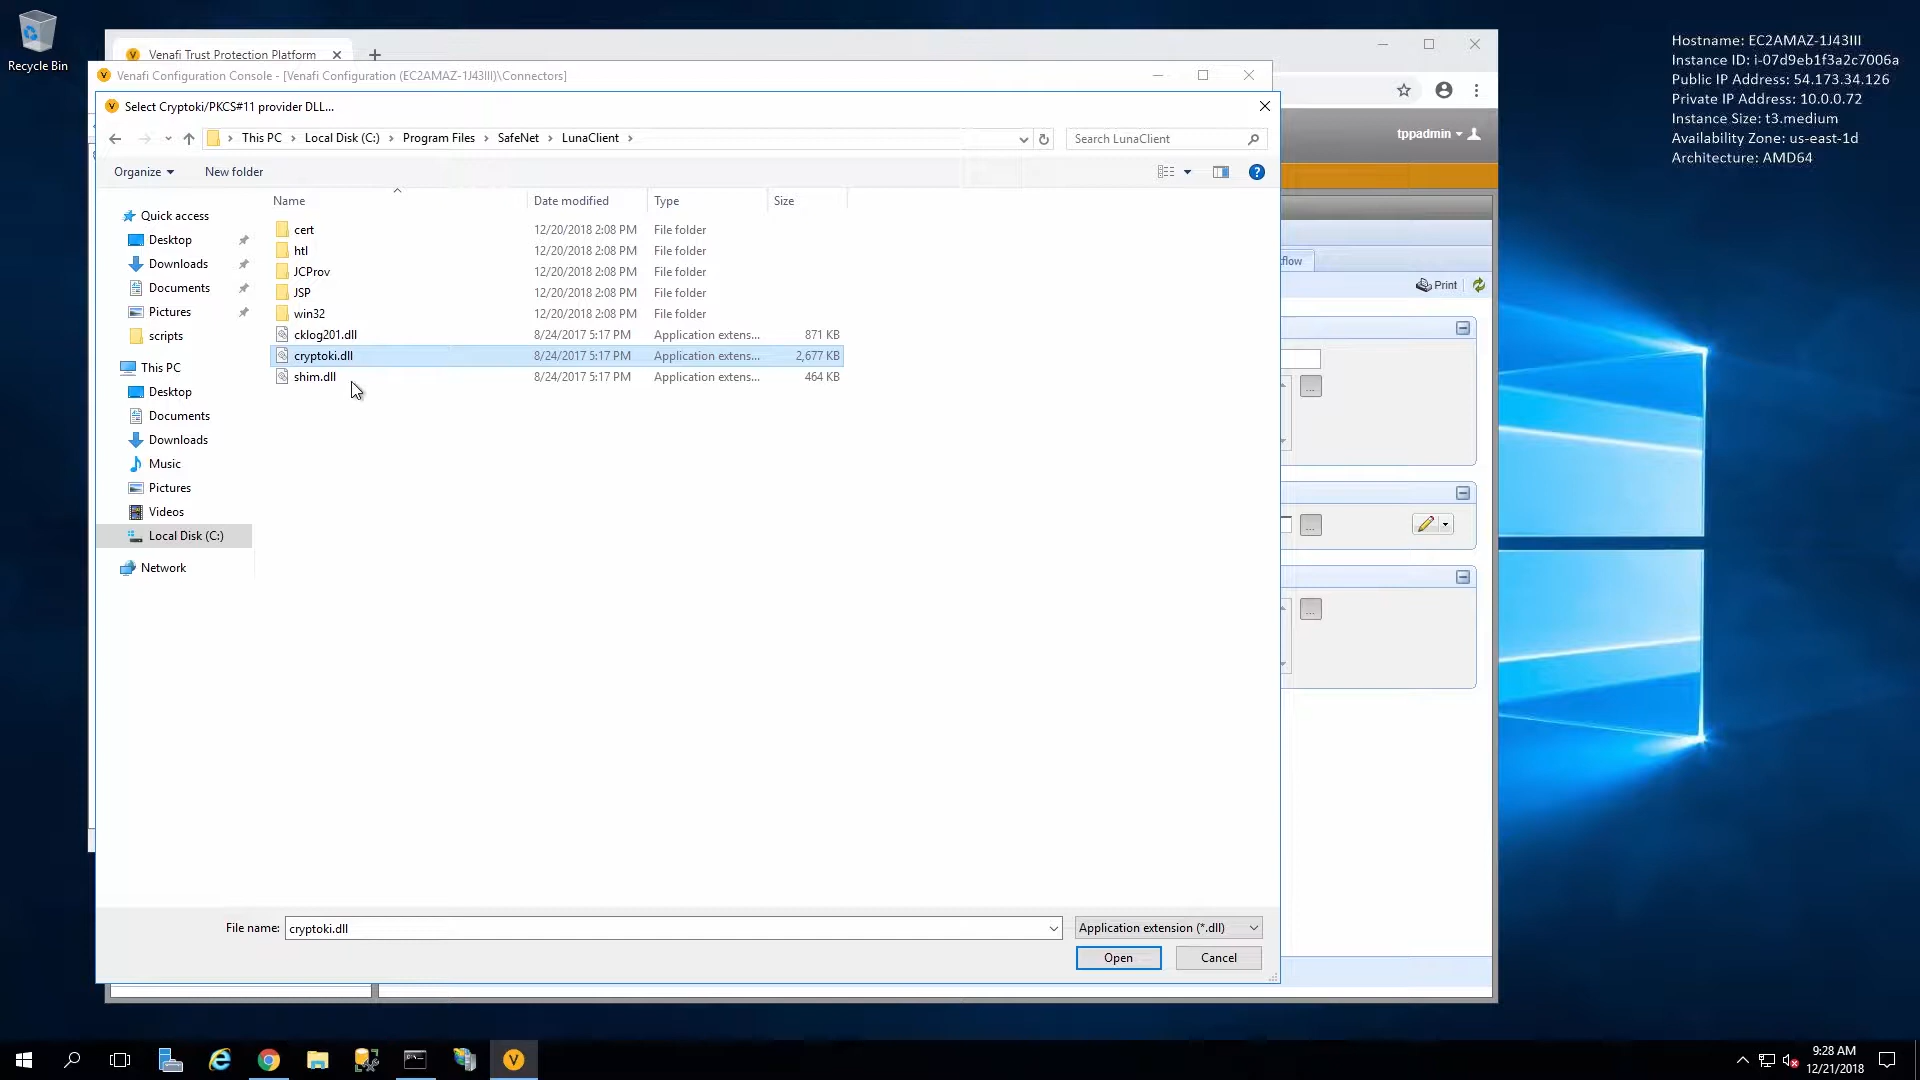 Recycle Bin
Hostname: EC2AMAZ-1J43III
Instance ID: i-07d9eb1f3a2c7006a
Public IP Address: 54.173.34.126
Private IP Address: 10.0.0.72
Instance Size: t3.medium
Availability Zone: us-east-1d
Architecture: AMD64
Venafi Trust Protection Platform
Venafi Configuration Console - [Venafi Configuration (EC2AMAZ-1J43III)\Connectors]
Select Cryptoki/PKCS#11 provider DLL...
This PC Local Disk (C:) Program Files SafeNet LunaClient
Search LunaClient
tppadmin
Organize New folder
Name Date modified Type Size
Quick access
Desktop
Downloads
Documents
Pictures
scripts
This PC
Desktop
Documents
Downloads
Music
Pictures
Videos
Local Disk (C:)
Network
cert 12/20/2018 2:08 PM File folder
htl 12/20/2018 2:08 PM File folder
JCProv 12/20/2018 2:08 PM File folder
JSP 12/20/2018 2:08 PM File folder
win32 12/20/2018 2:08 PM File folder
cklog201.dll 8/24/2017 5:17 PM Application extens... 871 KB
cryptoki.dll 8/24/2017 5:17 PM Application extens... 2,677 KB
shim.dll 8/24/2017 5:17 PM Application extens... 464 KB
flow
Print
...
...
...
File name: cryptoki.dll Application extension (*.dll)
Open Cancel
9:28 AM
12/21/2018